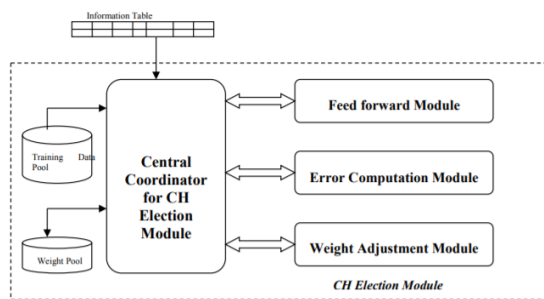 Information Table
Central
Coordinator
for CH
Election
Module
Training Data
Pool
Weight Pool
Feed forward Module
Error Computation Module
Weight Adjustment Module
CH Election Module